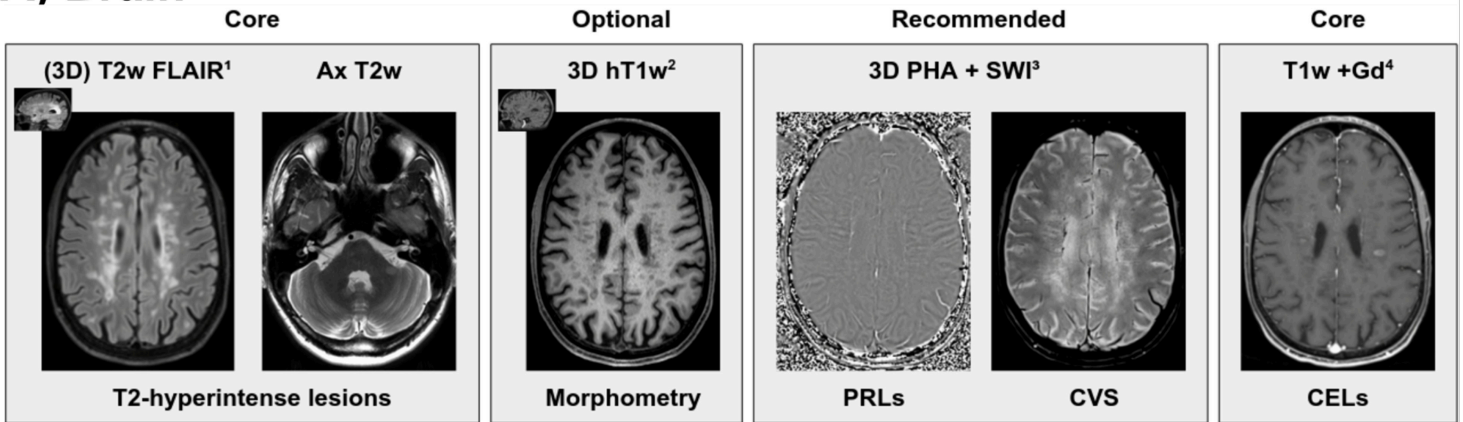 Core
Optional
Recommended
Core
(3D) T2w FLAIR¹
Ax T2w
3D hT1w²
3D PHA + SWI³
T1w +Gd⁴
T2-hyperintense lesions
Morphometry
PRLs
CVS
CELs